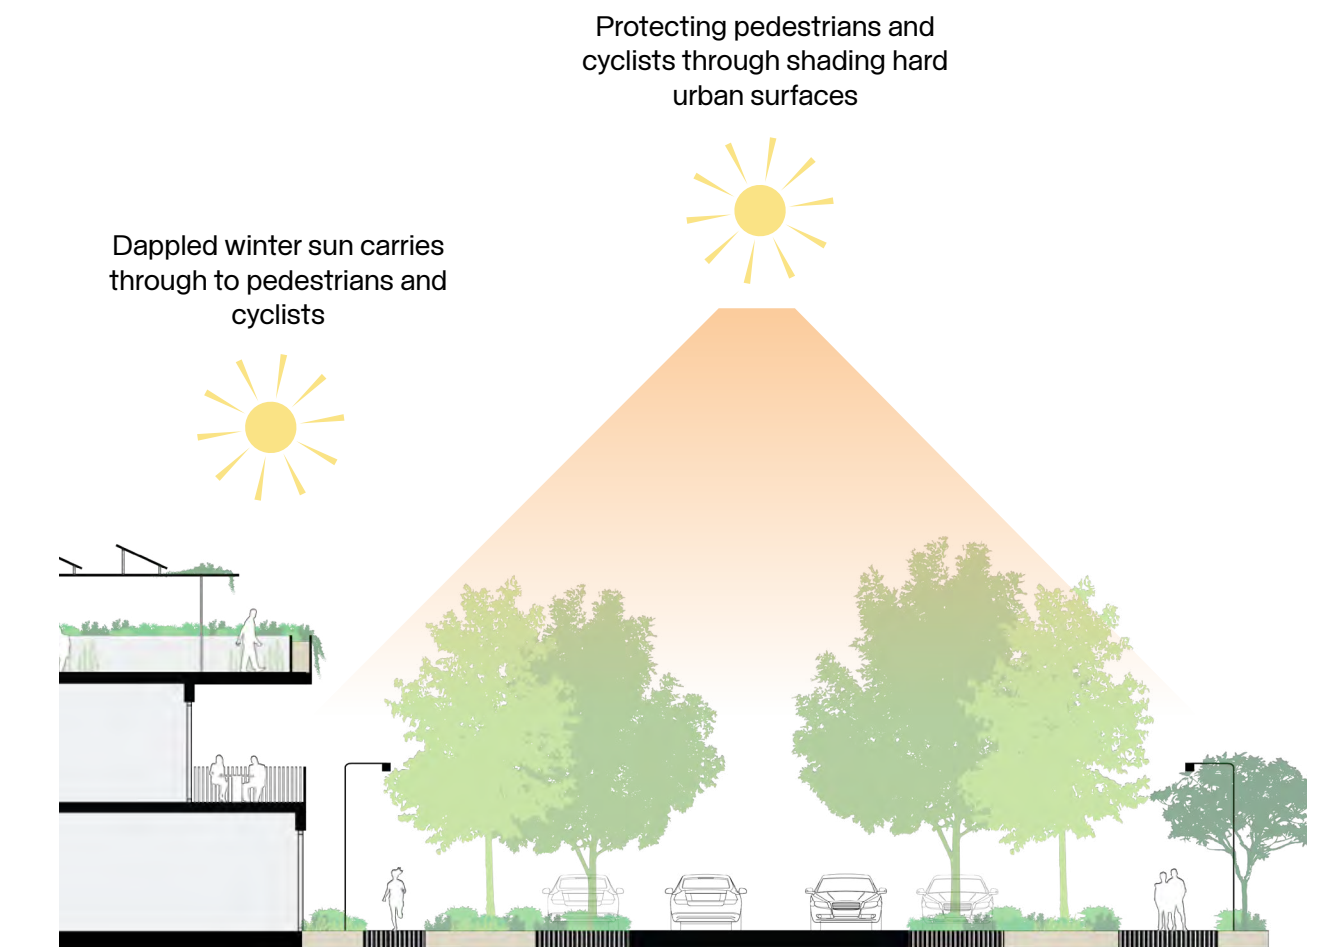 Protecting pedestrians and
cyclists through shading hard
urban surfaces
Dappled winter sun carries
through to pedestrians and
cyclists